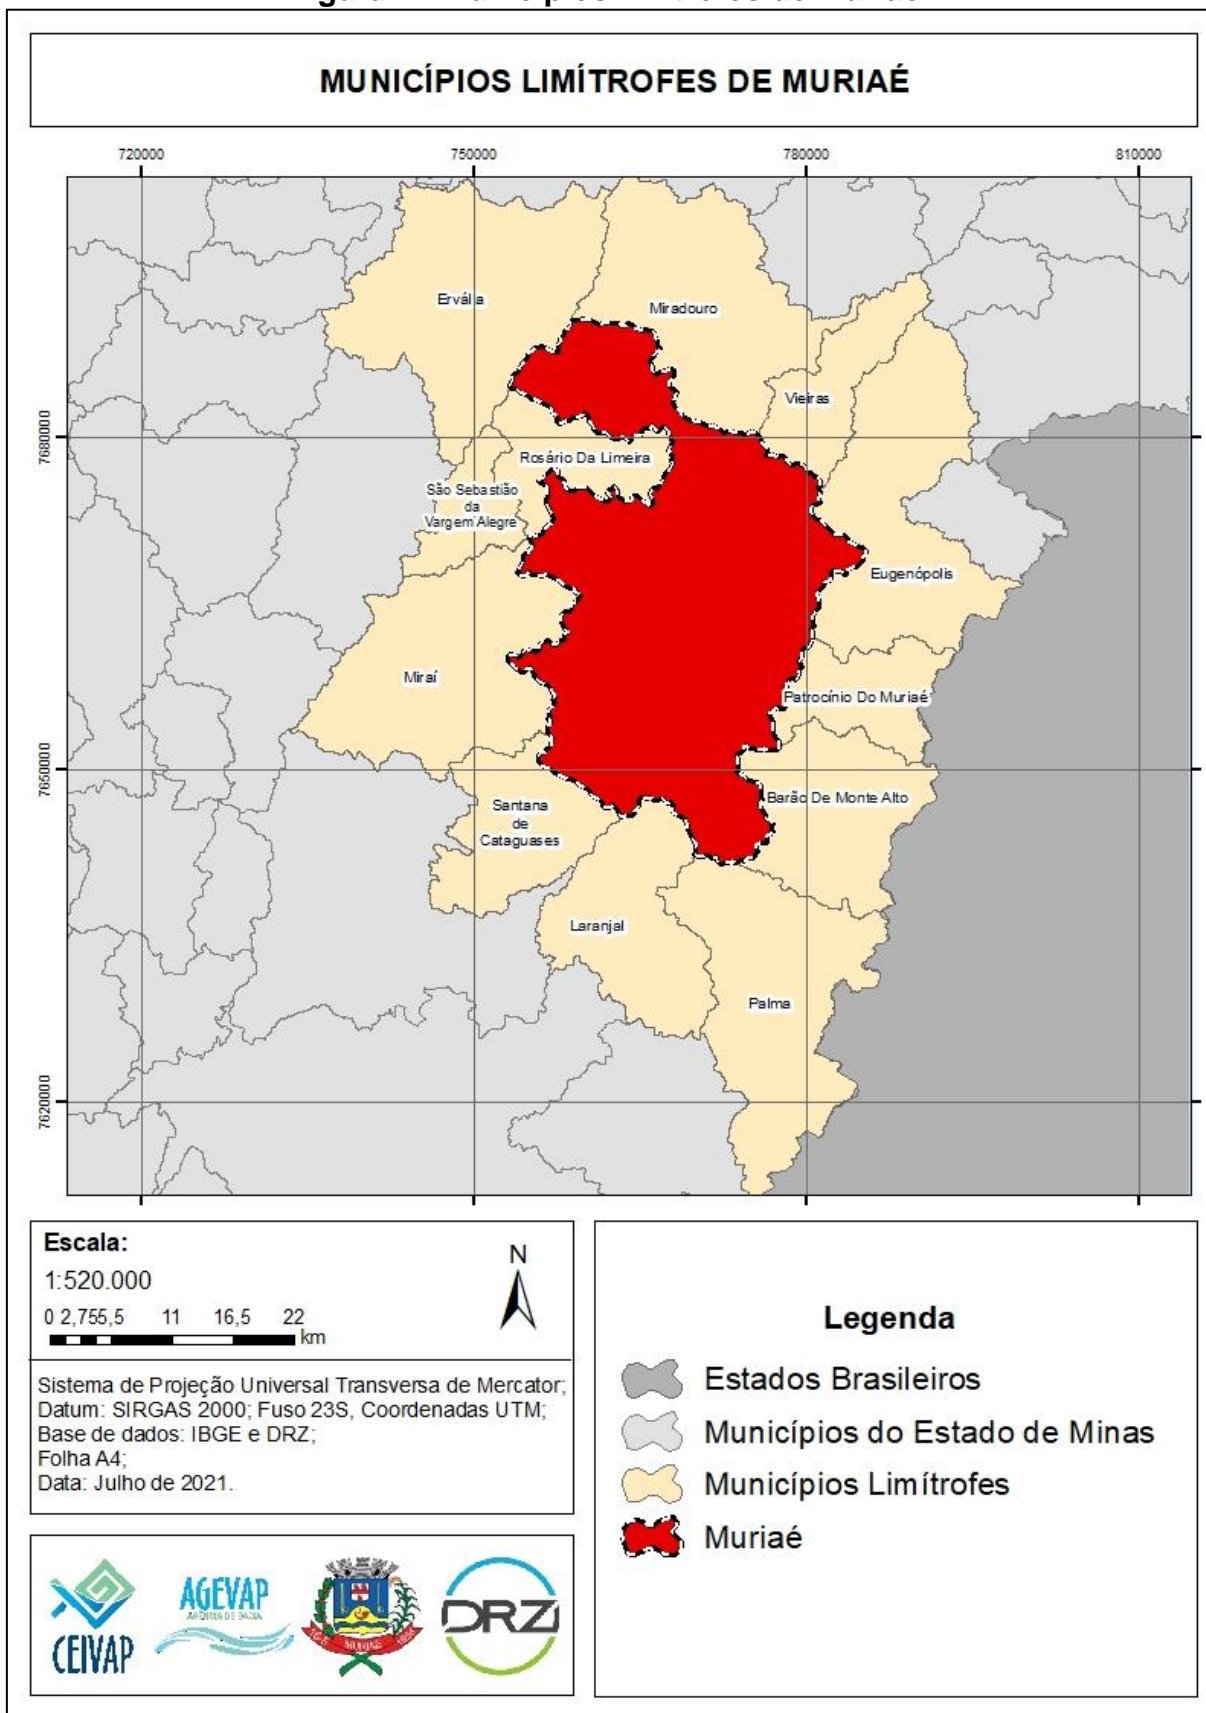 MUNICÍPIOS LIMÍTROFES DE MURIAÉ
720000
750000
780000
810000
7680000
7650000
7620000
Ervália
Miradouro
Vieiras
Rosário Da Limeira
São Sebastião
da
Vargem Alegre
Eugenópolis
Miraí
Patrocínio Do Muriaé
Barão De Monte Alto
Santana
de
Cataguases
Laranjal
Palma
Escala:
1:520.000
0 2,755,5 11 16,5 22
km
N
Sistema de Projeção Universal Transversa de Mercator;
Datum: SIRGAS 2000; Fuso 23S, Coordenadas UTM;
Base de dados: IBGE e DRZ;
Folha A4;
Data: Julho de 2021.
Legenda
Estados Brasileiros
Municípios do Estado de Minas
Municípios Limítrofes
Muriaé
CEIVAP
AGEVAP
AGÊNCIA DE BACIA
MURIAÉ
DRZ